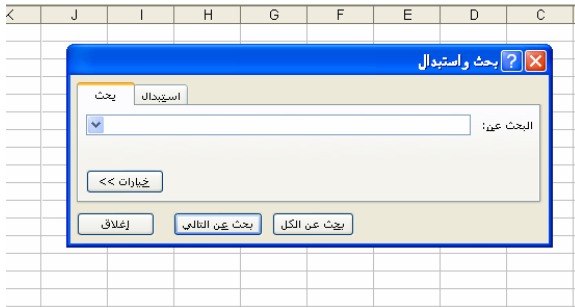 K J I H G F E D C
بحث واستبدال ?
بحث استبدال
البحث عن:
خيارات >>
بحث عن الكل بحث عن التالي إغلاق